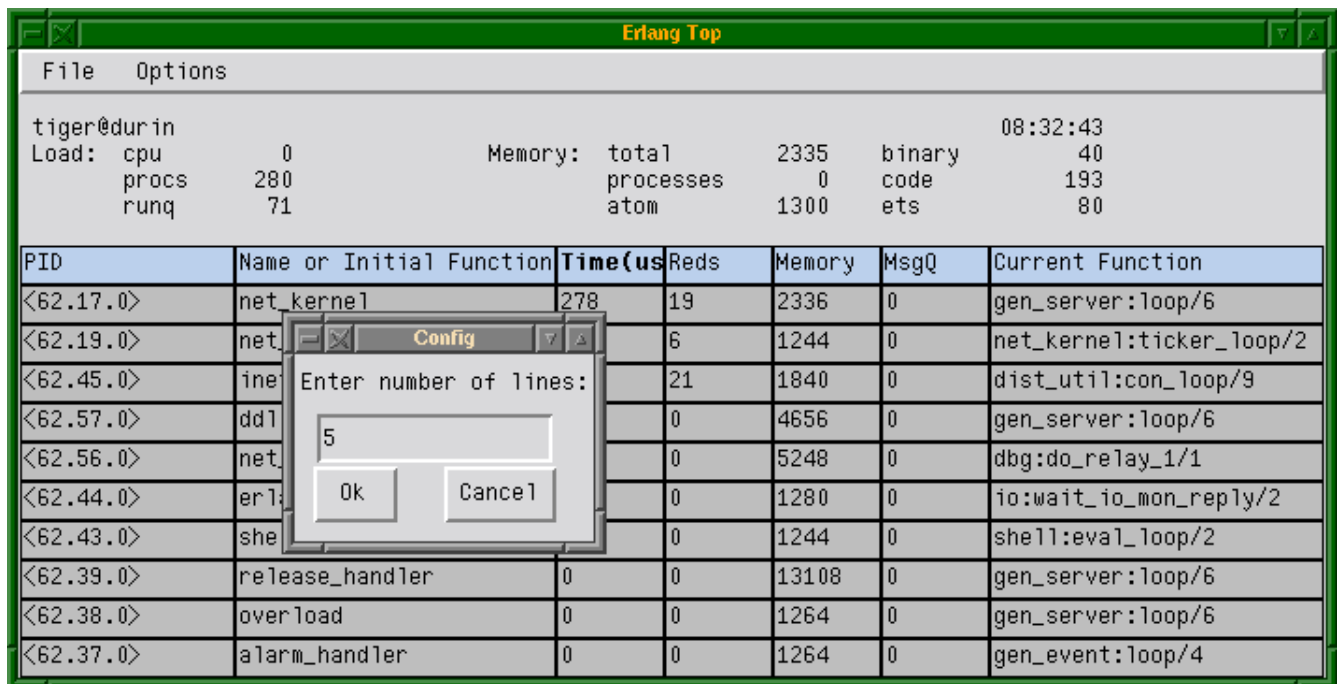 Erlang Top
File Options
tiger@durin 08:32:43
Load: cpu 0 Memory: total 2335 binary 40
procs 280 processes 0 code 193
runq 71 atom 1300 ets 80
PID Name or Initial Function Time(us Reds Memory MsgQ Current Function
<62.17.0> net_kernel 278 19 2336 0 gen_server:loop/6
<62.19.0> net_ 6 1244 0 net_kernel:ticker_loop/2
<62.45.0> ine 21 1840 0 dist_util:con_loop/9
<62.57.0> ddl 0 4656 0 gen_server:loop/6
<62.56.0> net_ 0 5248 0 dbg:do_relay_1/1
<62.44.0> erl 0 1280 0 io:wait_io_mon_reply/2
<62.43.0> she 0 1244 0 shell:eval_loop/2
<62.39.0> release_handler 0 0 13108 0 gen_server:loop/6
<62.38.0> overload 0 0 1264 0 gen_server:loop/6
<62.37.0> alarm_handler 0 0 1264 0 gen_event:loop/4
Config
Enter number of lines:
5
Ok Cancel